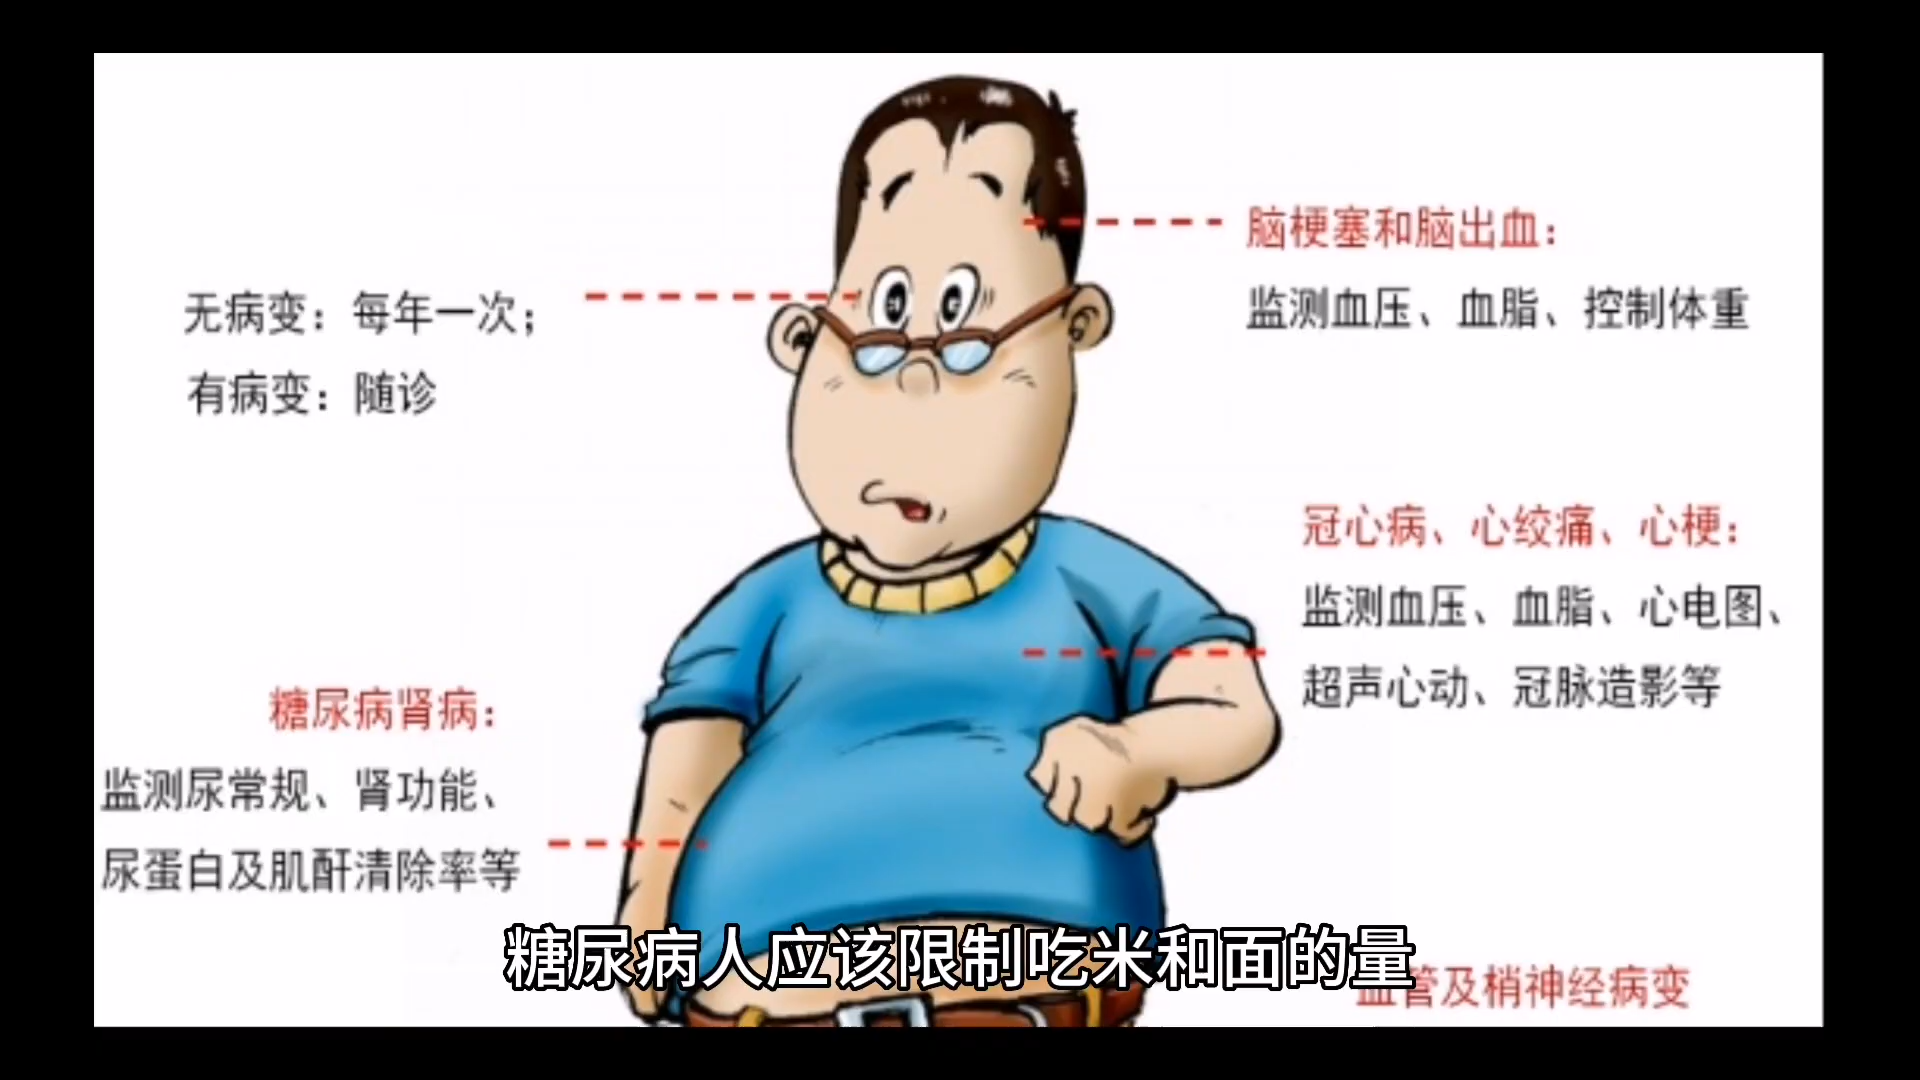 脑梗塞和脑出血：
监测血压、血脂、控制体重
无病变：每年一次；
有病变：随诊
冠心病、心绞痛、心梗：
监测血压、血脂、心电图、
超声心动、冠脉造影等
糖尿病肾病：
监测尿常规、肾功能、
尿蛋白及肌酐清除率等
糖尿病人应该限制吃米和面的量
血管及梢神经病变